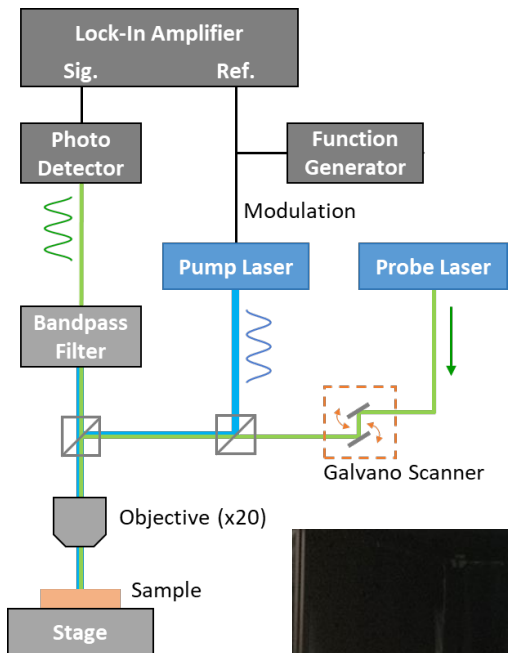 Lock-In Amplifier
Sig. Ref.
Photo
Detector
Function
Generator
Modulation
Pump Laser
Probe Laser
Bandpass
Filter
Galvano Scanner
Objective (x20)
Sample
Stage